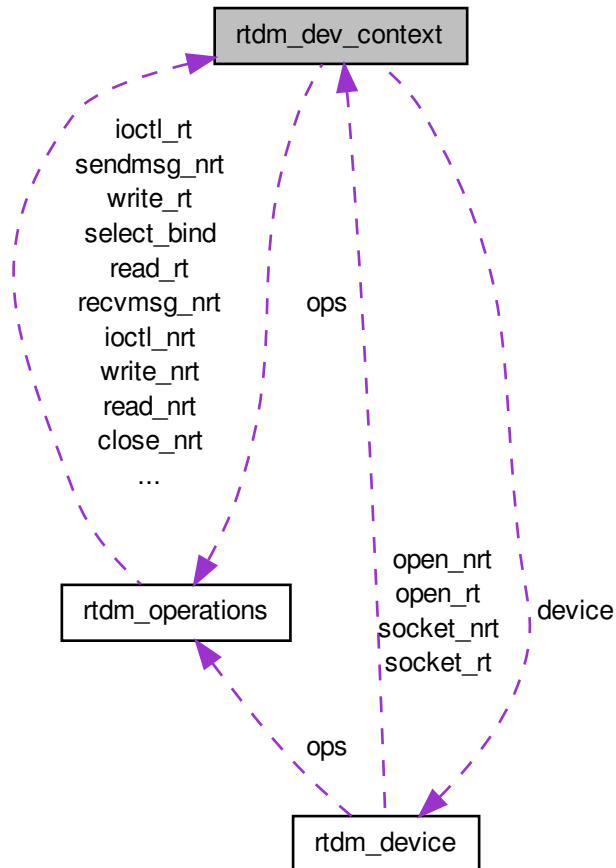 rtdm_dev_context
ioctl_rt
sendmsg_nrt
write_rt
select_bind
read_rt
recvmsg_nrt
ioctl_nrt
write_nrt
read_nrt
close_nrt
...
ops
open_nrt
open_rt
socket_nrt
socket_rt
device
rtdm_operations
ops
rtdm_device